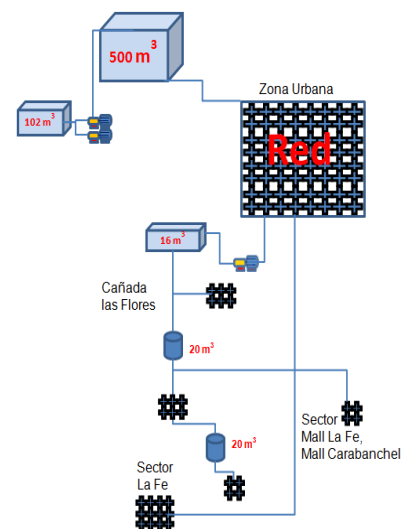 500 m³
Zona Urbana
102 m³
Red
16 m³
Cañada
las Flores
20 m³
Sector
Mall La Fe,
Mall Carabanchel
20 m³
Sector
La Fe